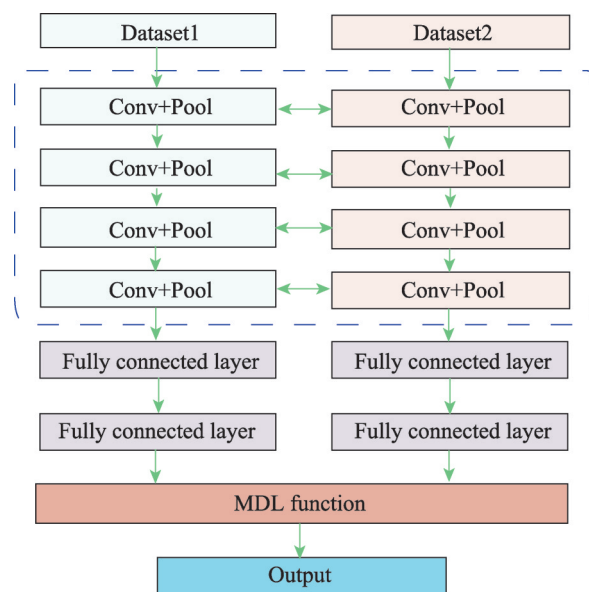 Dataset1
Dataset2
Conv+Pool
Conv+Pool
Conv+Pool
Conv+Pool
Conv+Pool
Conv+Pool
Conv+Pool
Conv+Pool
Fully connected layer
Fully connected layer
Fully connected layer
Fully connected layer
MDL function
Output